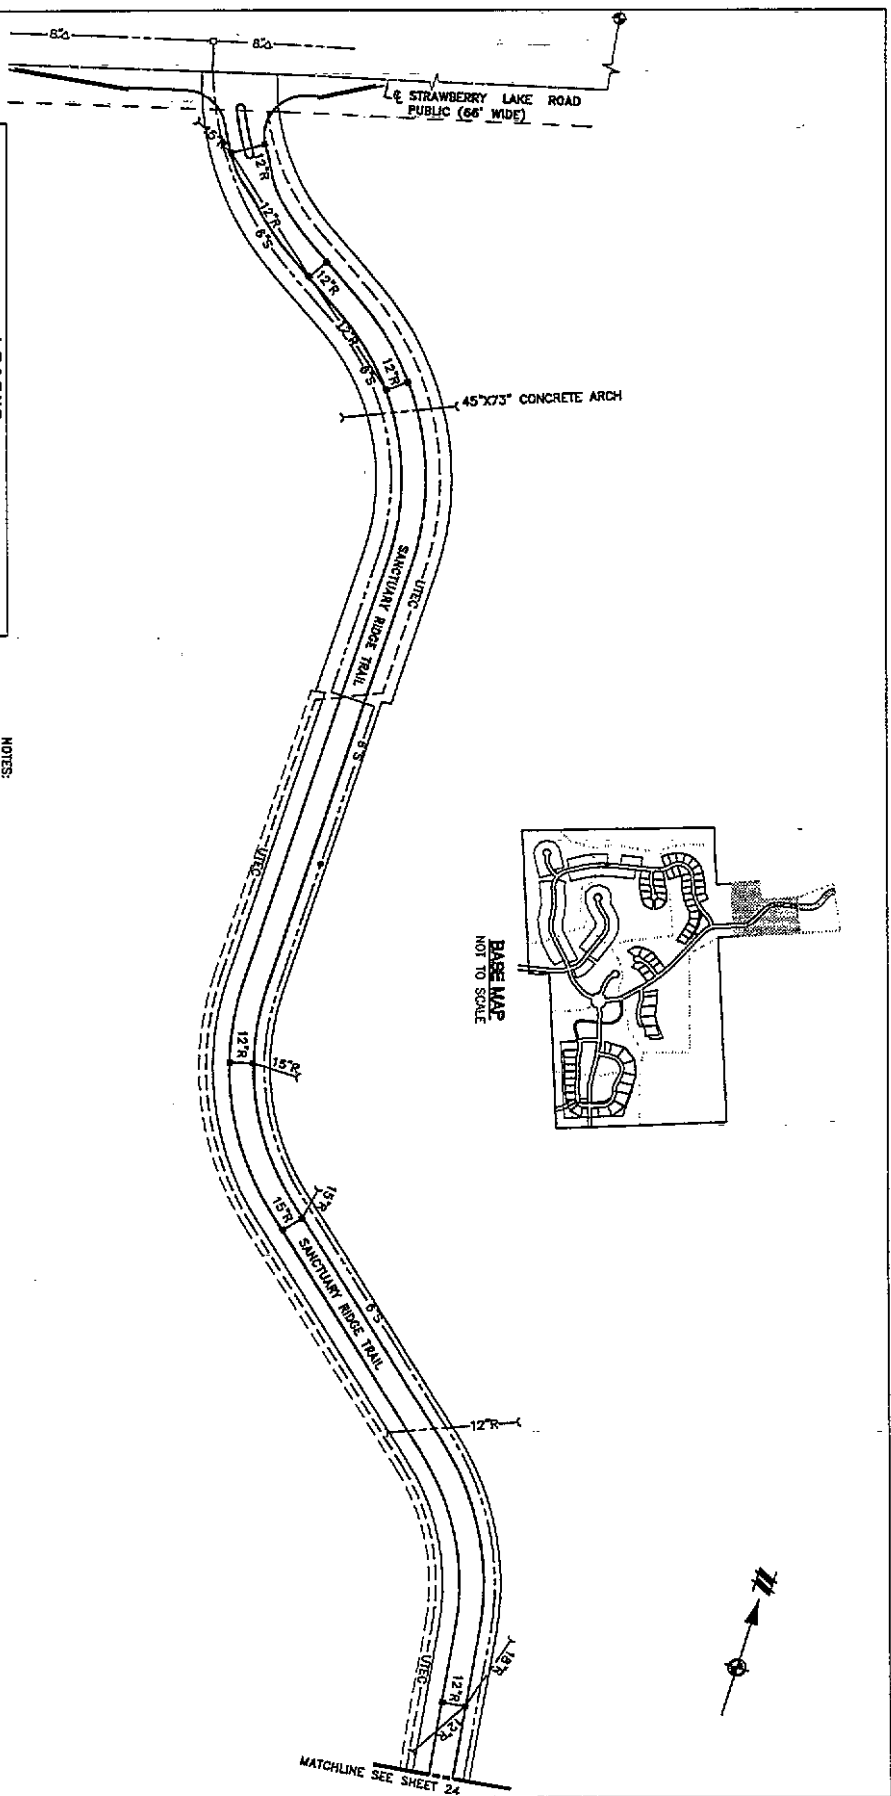 8"G
8"G
℄ STRAWBERRY LAKE ROAD
PUBLIC (66' WIDE)
15"R
12"R
12"R
6"S
12"R
12"R
6"S
12"R
45"X73" CONCRETE ARCH
SANCTUARY RIDGE TRAIL
UTEC
8"S
UTEC
BASE MAP
NOT TO SCALE
NOTES:
12"R
15"R
15"R
15"R
SANCTUARY RIDGE TRAIL
6"S
12"R
N
18"R
12"R
12"R
UTEC
MATCHLINE SEE SHEET 24